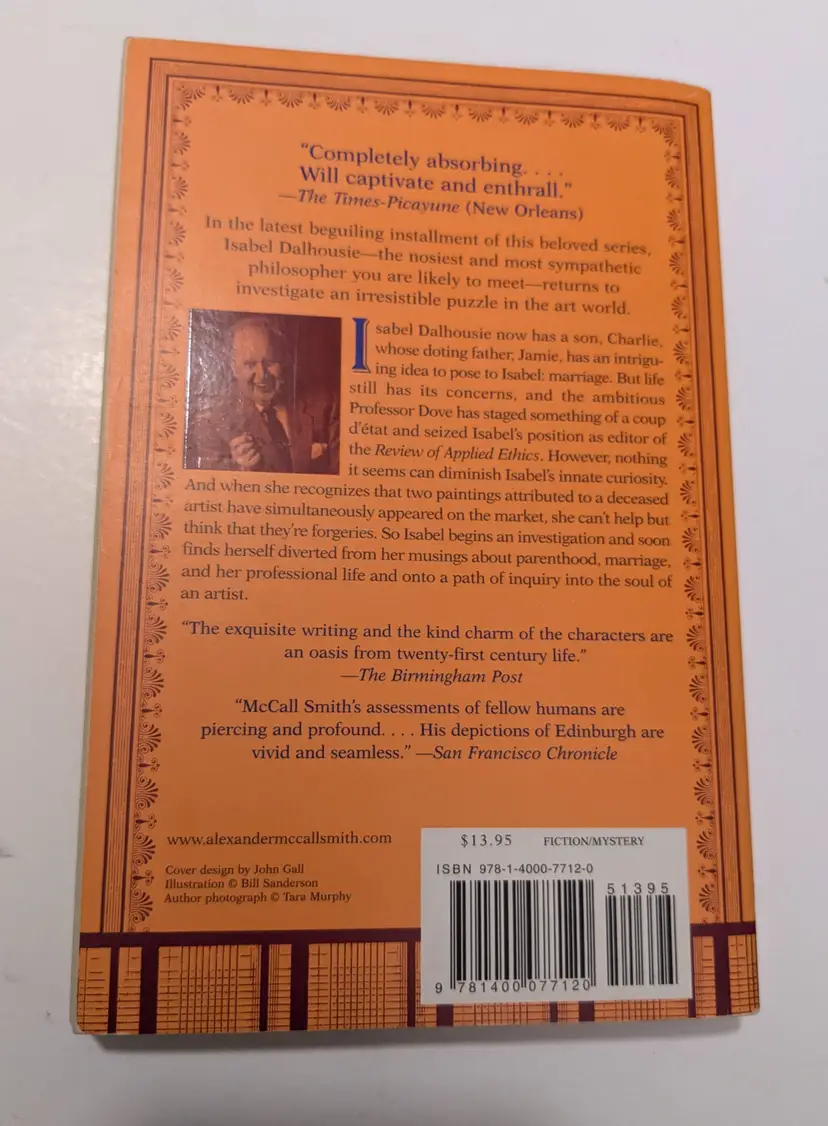 “Completely absorbing. . . .
Will captivate and enthrall.”
—The Times-Picayune (New Orleans)
In the latest beguiling installment of this beloved series,
Isabel Dalhousie—the nosiest and most sympathetic
philosopher you are likely to meet—returns to
investigate an irresistible puzzle in the art world.
Isabel Dalhousie now has a son, Charlie,
whose doting father, Jamie, has an intrigu-
ing idea to pose to Isabel: marriage. But life
still has its concerns, and the ambitious
Professor Dove has staged something of a coup
d’état and seized Isabel’s position as editor of
the Review of Applied Ethics. However, nothing
it seems can diminish Isabel’s innate curiosity.
And when she recognizes that two paintings attributed to a deceased
artist have simultaneously appeared on the market, she can’t help but
think that they’re forgeries. So Isabel begins an investigation and soon
finds herself diverted from her musings about parenthood, marriage,
and her professional life and onto a path of inquiry into the soul of
an artist.
“The exquisite writing and the kind charm of the characters are
an oasis from twenty-first century life.”
—The Birmingham Post
“McCall Smith’s assessments of fellow humans are
piercing and profound. . . . His depictions of Edinburgh are
vivid and seamless.” —San Francisco Chronicle
www.alexandermccallsmith.com
Cover design by John Gall
Illustration © Bill Sanderson
Author photograph © Tara Murphy
$13.95 FICTION/MYSTERY
ISBN 978-1-4000-7712-0
51395
9 781400 077120